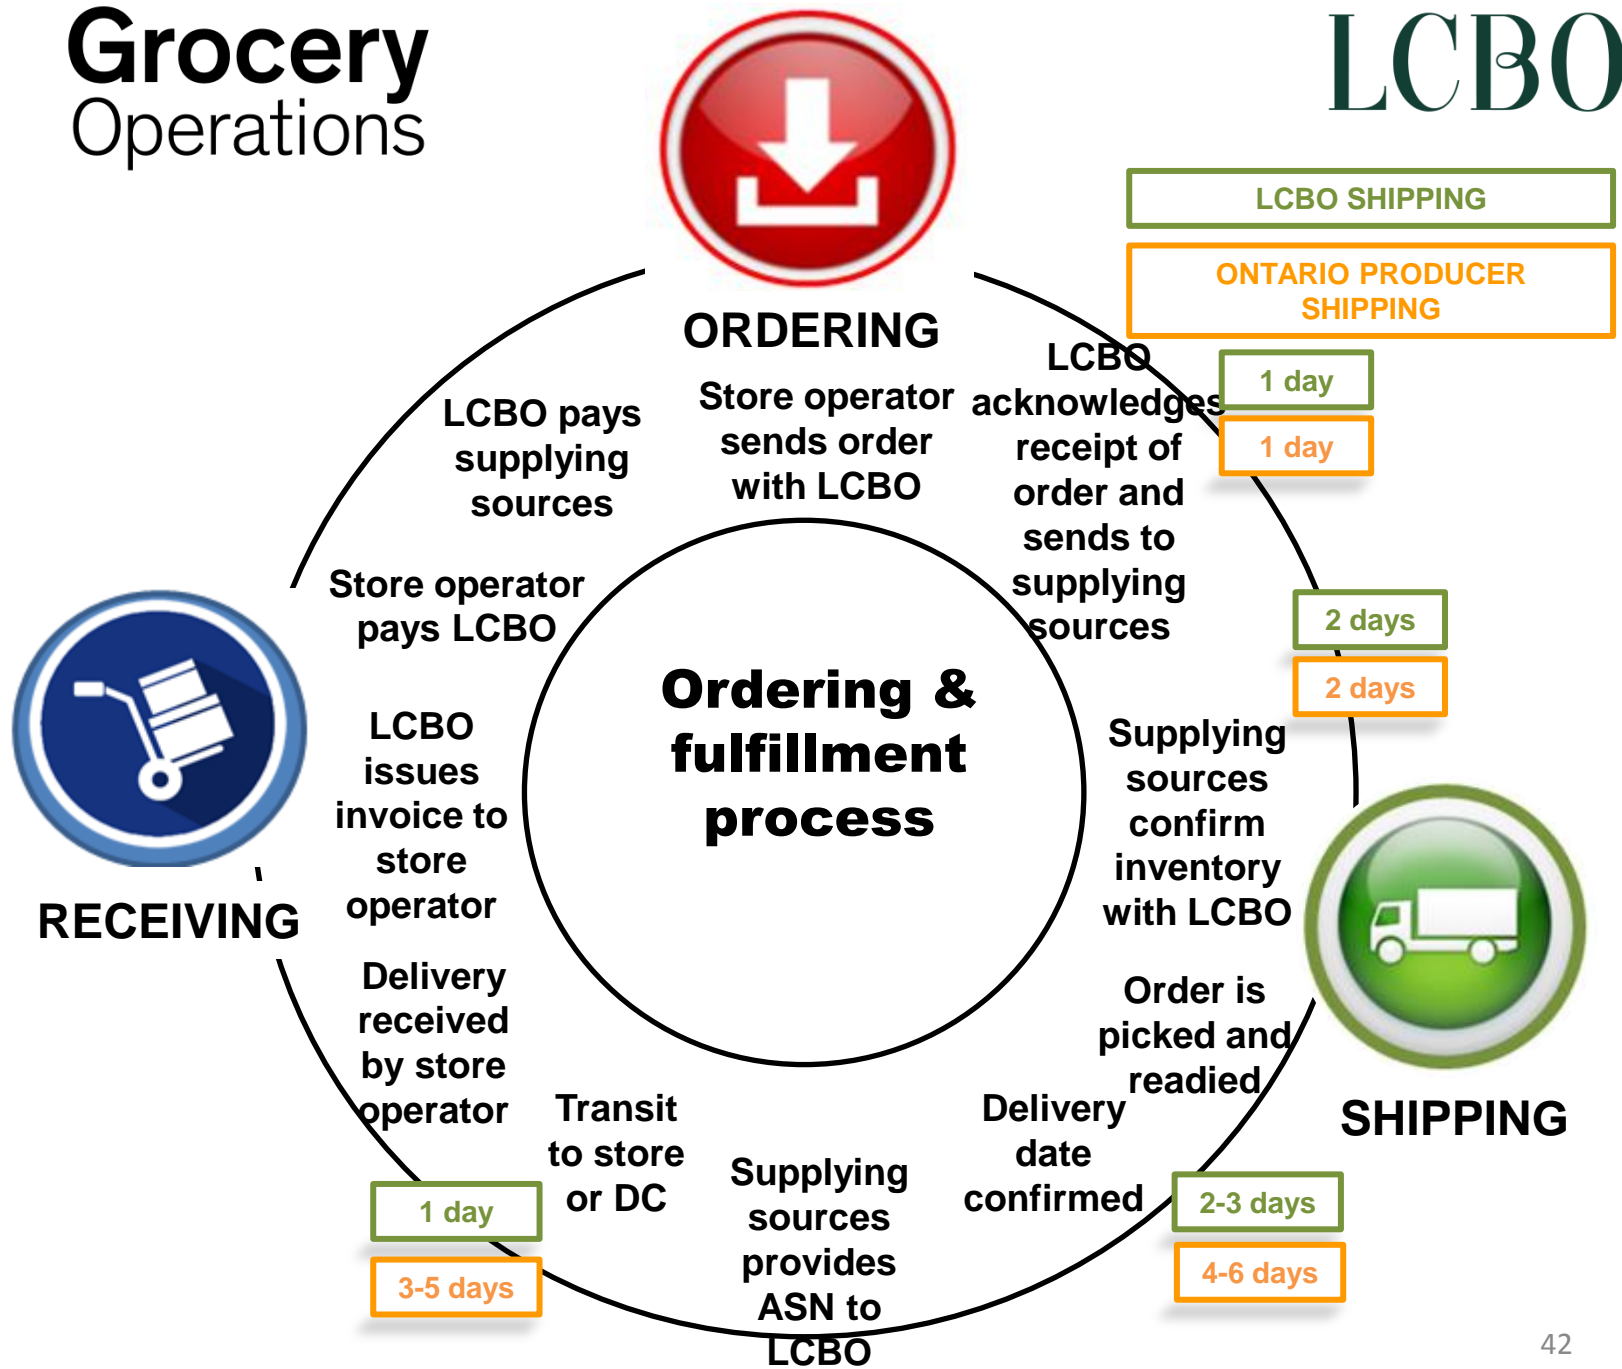 Grocery
Operations
LCBO
LCBO SHIPPING
ONTARIO PRODUCER
SHIPPING
ORDERING
Store operator
sends order
with LCBO
LCBO
acknowledges
receipt of
order and
sends to
supplying
sources
1 day
1 day
2 days
2 days
Supplying
sources
confirm
inventory
with LCBO
SHIPPING
Order is
picked and
readied
Delivery
date
confirmed
2-3 days
4-6 days
Supplying
sources
provides
ASN to
LCBO
Transit
to store
or DC
1 day
3-5 days
Delivery
received
by store
operator
RECEIVING
LCBO
issues
invoice to
store
operator
Store operator
pays LCBO
LCBO pays
supplying
sources
Ordering &
fulfillment
process
42